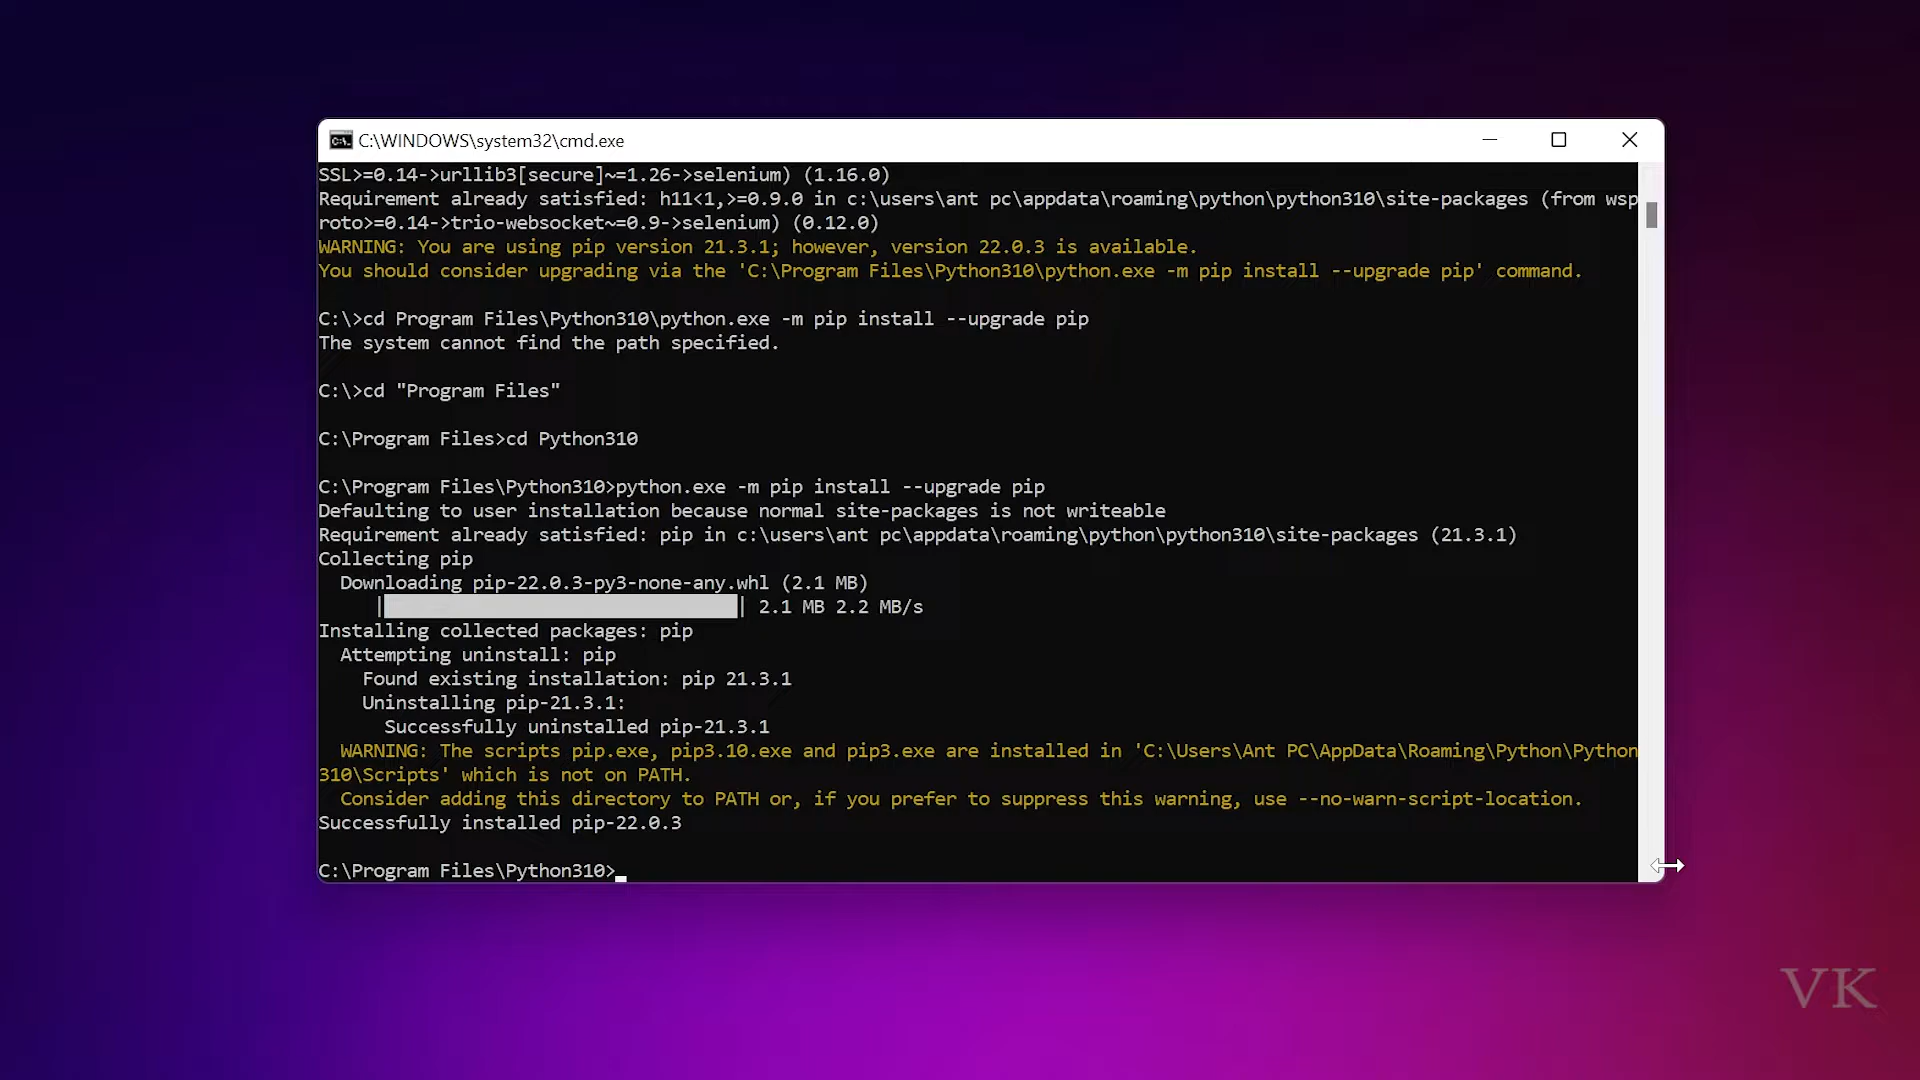 C:\WINDOWS\system32\cmd.exe
SSL>=0.14->urllib3[secure]~=1.26->selenium) (1.16.0)
Requirement already satisfied: h11<1,>=0.9.0 in c:\users\ant pc\appdata\roaming\python\python310\site-packages (from wsp
roto>=0.14->trio-websocket~=0.9->selenium) (0.12.0)
WARNING: You are using pip version 21.3.1; however, version 22.0.3 is available.
You should consider upgrading via the 'C:\Program Files\Python310\python.exe -m pip install --upgrade pip' command.
C:\>cd Program Files\Python310\python.exe -m pip install --upgrade pip
The system cannot find the path specified.
C:\>cd "Program Files"
C:\Program Files>cd Python310
C:\Program Files\Python310>python.exe -m pip install --upgrade pip
Defaulting to user installation because normal site-packages is not writeable
Requirement already satisfied: pip in c:\users\ant pc\appdata\roaming\python\python310\site-packages (21.3.1)
Collecting pip
  Downloading pip-22.0.3-py3-none-any.whl (2.1 MB)
     |████████████████████████████████| 2.1 MB 2.2 MB/s
Installing collected packages: pip
  Attempting uninstall: pip
    Found existing installation: pip 21.3.1
    Uninstalling pip-21.3.1:
      Successfully uninstalled pip-21.3.1
  WARNING: The scripts pip.exe, pip3.10.exe and pip3.exe are installed in 'C:\Users\Ant PC\AppData\Roaming\Python\Python
310\Scripts' which is not on PATH.
  Consider adding this directory to PATH or, if you prefer to suppress this warning, use --no-warn-script-location.
Successfully installed pip-22.0.3
C:\Program Files\Python310>
VK